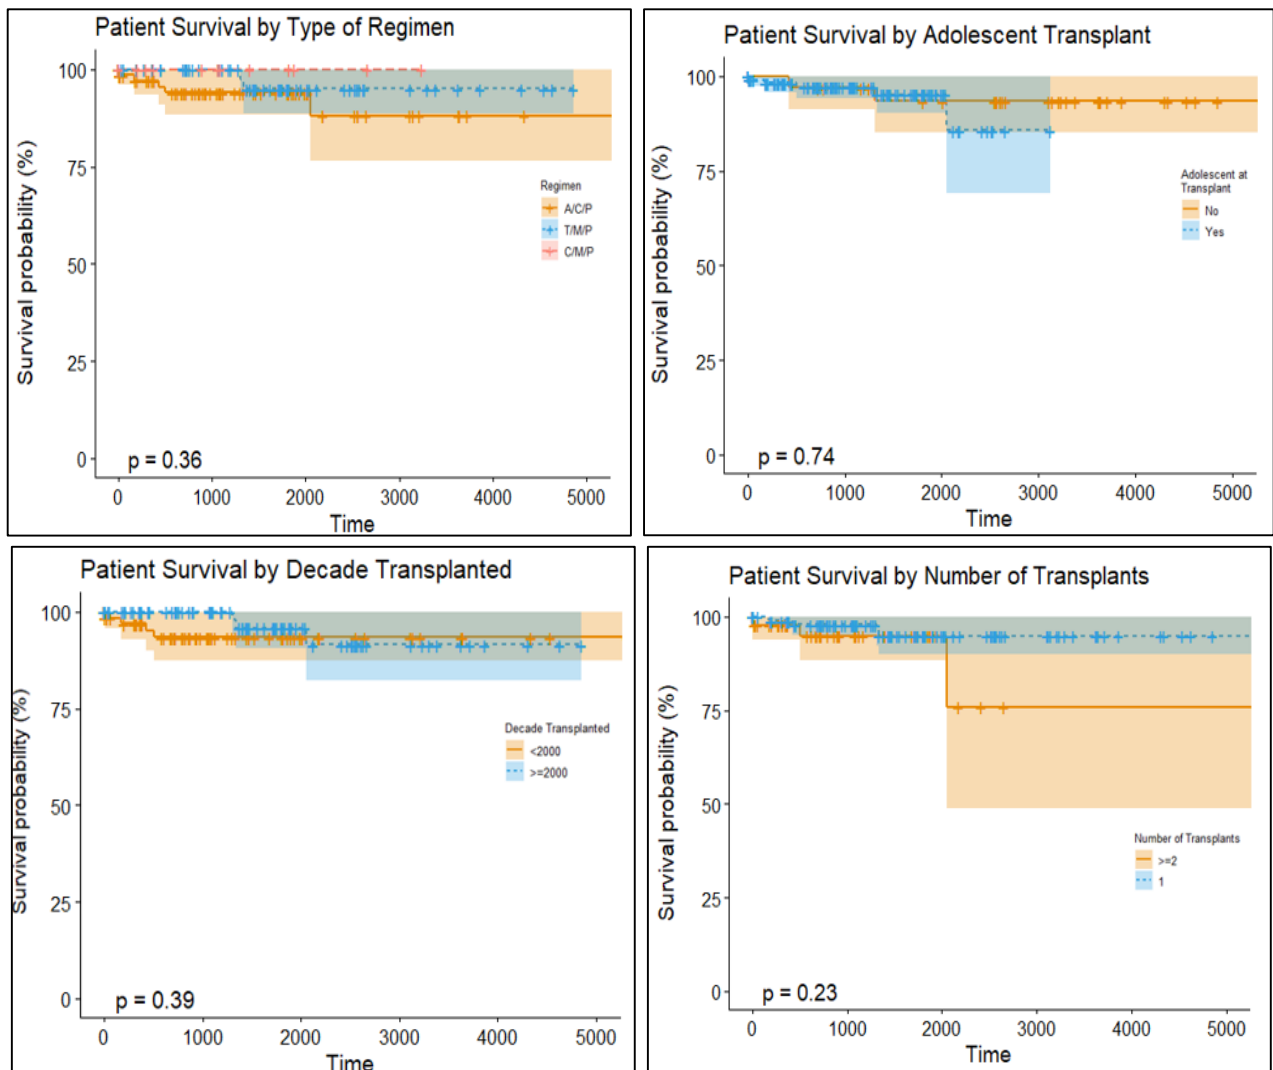 Patient Survival by Type of Regimen
Survival probability (%)
100
75
50
25
0
Regimen
A/C/P
T/M/P
C/M/P
p = 0.36
0 1000 2000 3000 4000 5000
Time
Patient Survival by Adolescent Transplant
Survival probability (%)
100
75
50
25
0
Adolescent at
Transplant
No
Yes
p = 0.74
0 1000 2000 3000 4000 5000
Time
Patient Survival by Decade Transplanted
Survival probability (%)
100
75
50
25
0
Decade Transplanted
<2000
>=2000
p = 0.39
0 1000 2000 3000 4000 5000
Time
Patient Survival by Number of Transplants
Survival probability (%)
100
75
50
25
0
Number of Transplants
>=2
1
p = 0.23
0 1000 2000 3000 4000 5000
Time